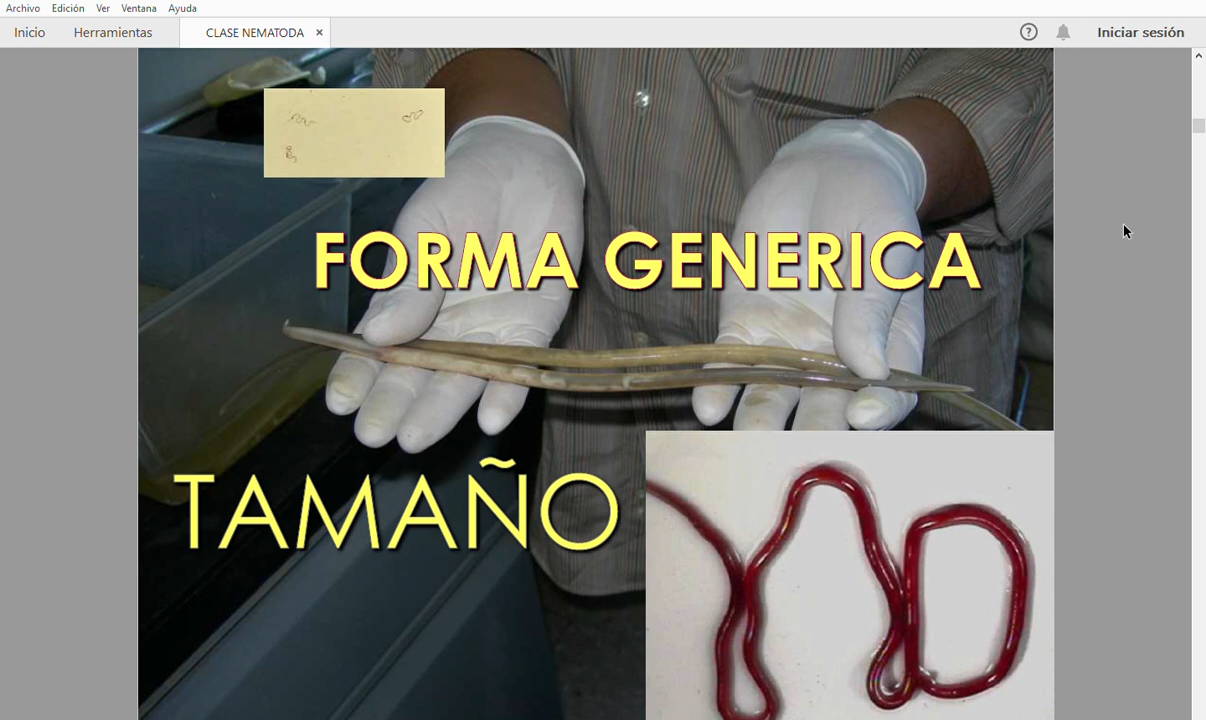 Archivo Edición Ver Ventana Ayuda
Inicio Herramientas CLASE NEMATODA × ? Iniciar sesión
FORMA GENERICA
TAMAÑO